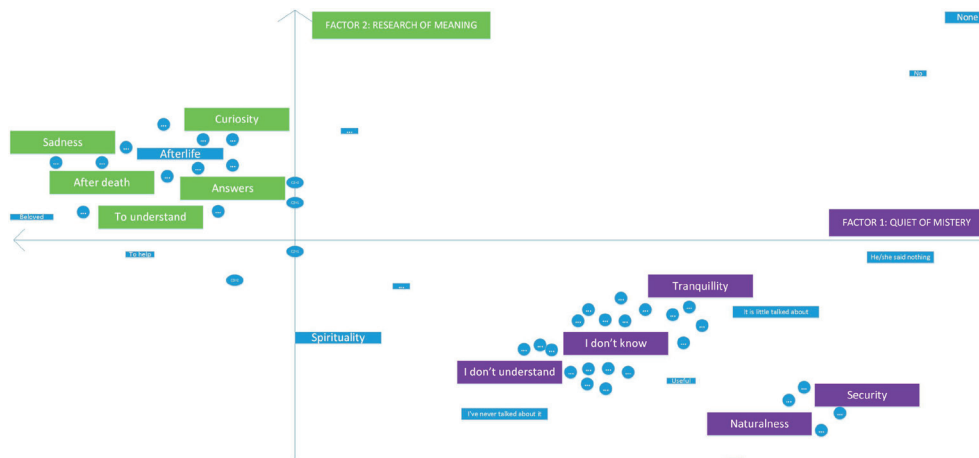 None
FACTOR 2: RESEARCH OF MEANING
No
Curiosity
...
Sadness
Afterlife
After death
Answers
To understand
Beloved
FACTOR 1: QUIET OF MISTERY
To help
He/she said nothing
...
Tranquillity
It is little talked about
Spirituality
I don't know
I don't understand
Useful
Security
I've never talked about it
Naturalness